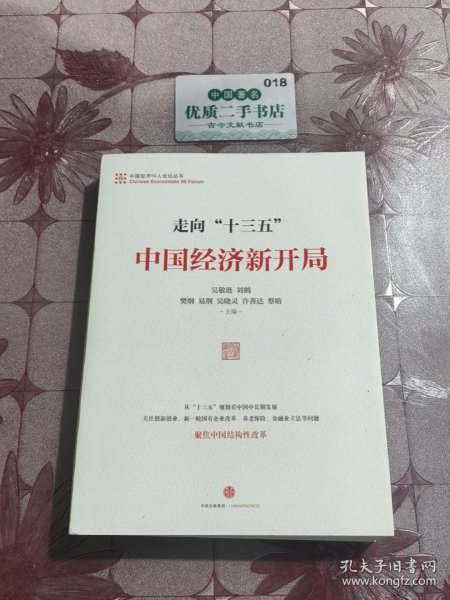 018
中国著名
优质二手书店
古今文献书店
中国经济50人论坛丛书
Chinese Economists 50 Forum
走向“十三五”
中国经济新开局
吴敬琏 刘鹤
樊纲 易纲 吴晓灵 许善达 蔡昉
-主编-
从“十三五”规划看中国中长期发展
关注创新创业、新一轮国有企业改革、养老保险、金融业立法等问题
聚焦中国结构性改革
中信出版集团 | CHINACITICPRESS
孔夫子旧书网
www.kongfz.com